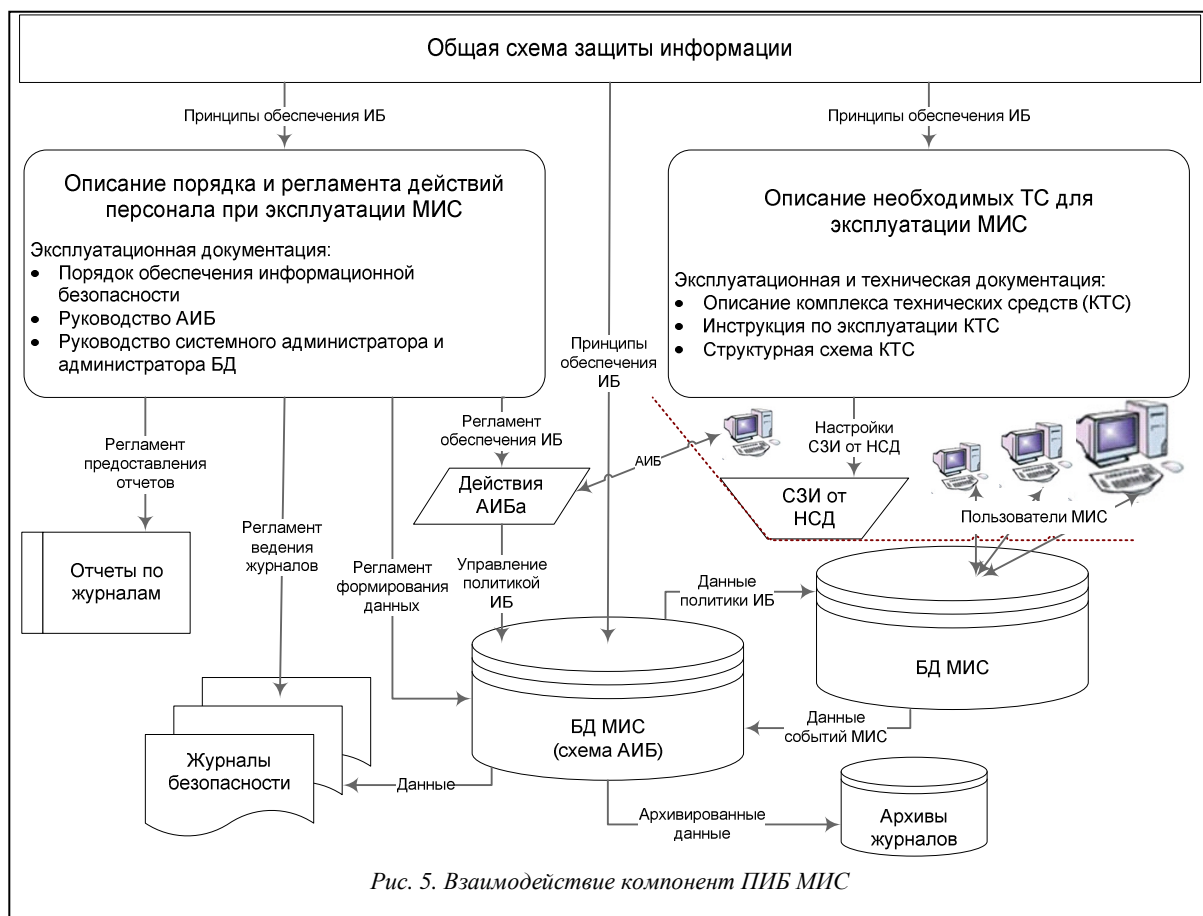 Общая схема защиты информации
Принципы обеспечения ИБ
Принципы обеспечения ИБ
Описание порядка и регламента действий
персонала при эксплуатации МИС
Эксплуатационная документация:
• Порядок обеспечения информационной
безопасности
• Руководство АИБ
• Руководство системного администратора и
администратора БД
Принципы
обеспечения
ИБ
Описание необходимых ТС для
эксплуатации МИС
Эксплуатационная и техническая документация:
• Описание комплекса технических средств (КТС)
• Инструкция по эксплуатации КТС
• Структурная схема КТС
Регламент
предоставления
отчетов
Регламент
ведения
журналов
Регламент
формирования
данных
Регламент
обеспечения ИБ
АИБ
Настройки
СЗИ от НСД
Действия
АИБа
СЗИ от
НСД
Пользователи МИС
Отчеты по
журналам
Управление
политикой
ИБ
Данные
политики ИБ
БД МИС
БД МИС
(схема АИБ)
Данные
событий МИС
Журналы
безопасности
Данные
Архивированные
данные
Архивы
журналов
Рис. 5. Взаимодействие компонент ПИБ МИС